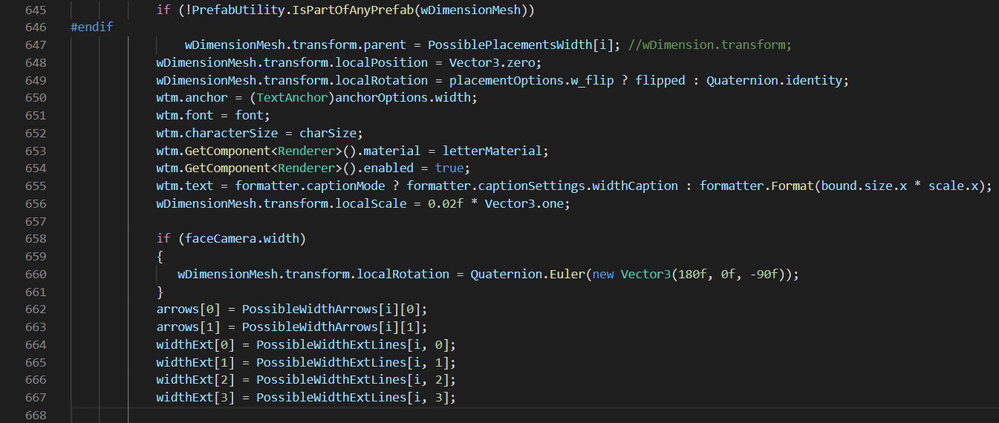 645 if (!PrefabUtility.IsPartOfAnyPrefab(wDimensionMesh))
646 #endif
647 wDimensionMesh.transform.parent = PossiblePlacementsWidth[i]; //wDimension.transform;
648 wDimensionMesh.transform.localPosition = Vector3.zero;
649 wDimensionMesh.transform.localRotation = placementOptions.w_flip ? flipped : Quaternion.identity;
650 wtm.anchor = (TextAnchor)anchorOptions.width;
651 wtm.font = font;
652 wtm.characterSize = charSize;
653 wtm.GetComponent<Renderer>().material = letterMaterial;
654 wtm.GetComponent<Renderer>().enabled = true;
655 wtm.text = formatter.captionMode ? formatter.captionSettings.widthCaption : formatter.Format(bound.size.x * scale.x);
656 wDimensionMesh.transform.localScale = 0.02f * Vector3.one;
657
658 if (faceCamera.width)
659 {
660 wDimensionMesh.transform.localRotation = Quaternion.Euler(new Vector3(180f, 0f, -90f));
661 }
662 arrows[0] = PossibleWidthArrows[i][0];
663 arrows[1] = PossibleWidthArrows[i][1];
664 widthExt[0] = PossibleWidthExtLines[i, 0];
665 widthExt[1] = PossibleWidthExtLines[i, 1];
666 widthExt[2] = PossibleWidthExtLines[i, 2];
667 widthExt[3] = PossibleWidthExtLines[i, 3];
668